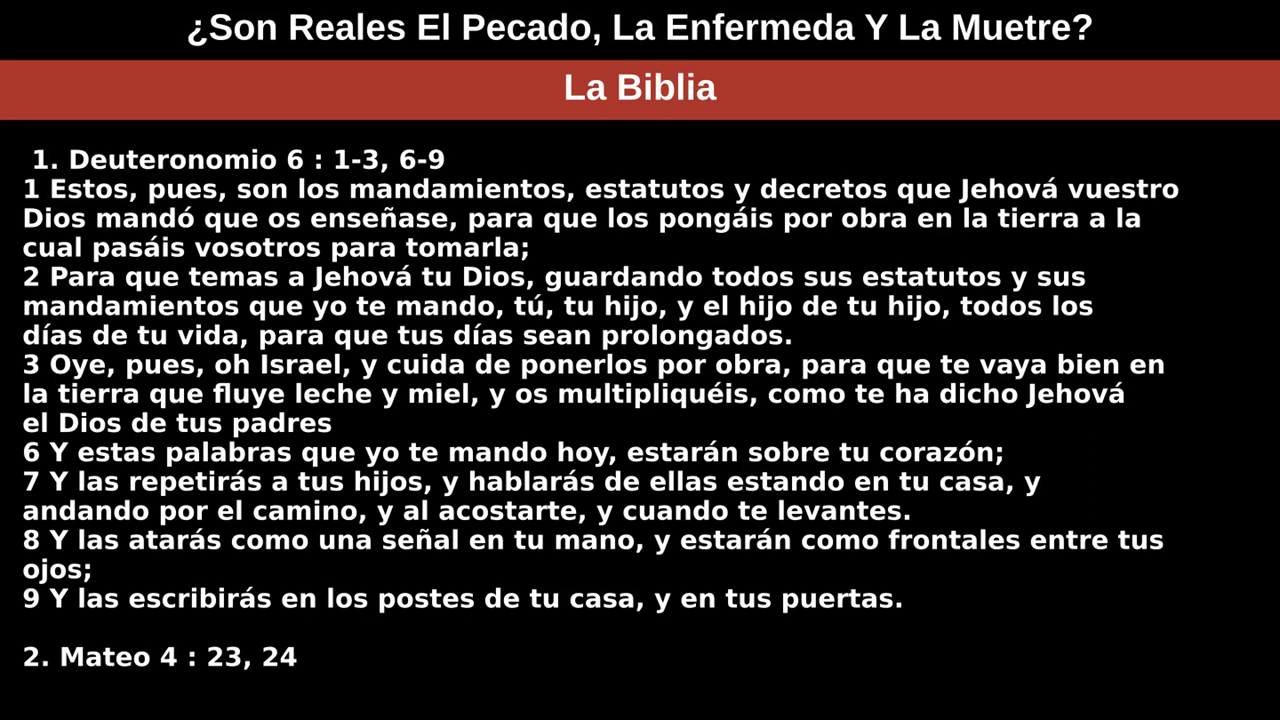 ¿Son Reales El Pecado, La Enfermeda Y La Muetre?
La Biblia
1. Deuteronomio 6 : 1-3, 6-9
1 Estos, pues, son los mandamientos, estatutos y decretos que Jehová vuestro
Dios mandó que os enseñase, para que los pongáis por obra en la tierra a la
cual pasáis vosotros para tomarla;
2 Para que temas a Jehová tu Dios, guardando todos sus estatutos y sus
mandamientos que yo te mando, tú, tu hijo, y el hijo de tu hijo, todos los
días de tu vida, para que tus días sean prolongados.
3 Oye, pues, oh Israel, y cuida de ponerlos por obra, para que te vaya bien en
la tierra que fluye leche y miel, y os multipliquéis, como te ha dicho Jehová
el Dios de tus padres
6 Y estas palabras que yo te mando hoy, estarán sobre tu corazón;
7 Y las repetirás a tus hijos, y hablarás de ellas estando en tu casa, y
andando por el camino, y al acostarte, y cuando te levantes.
8 Y las atarás como una señal en tu mano, y estarán como frontales entre tus
ojos;
9 Y las escribirás en los postes de tu casa, y en tus puertas.
2. Mateo 4 : 23, 24